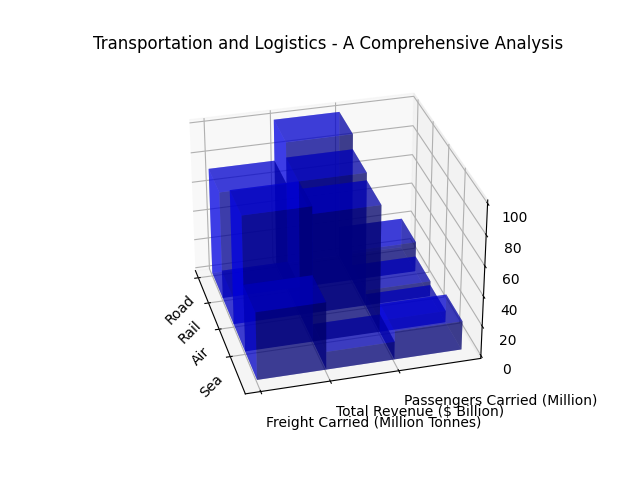 Transportation and Logistics - A Comprehensive Analysis
100
80
60
40
20
0
Road
Rail
Air
Sea
Passengers Carried (Million)
Total Revenue ($ Billion)
Freight Carried (Million Tonnes)